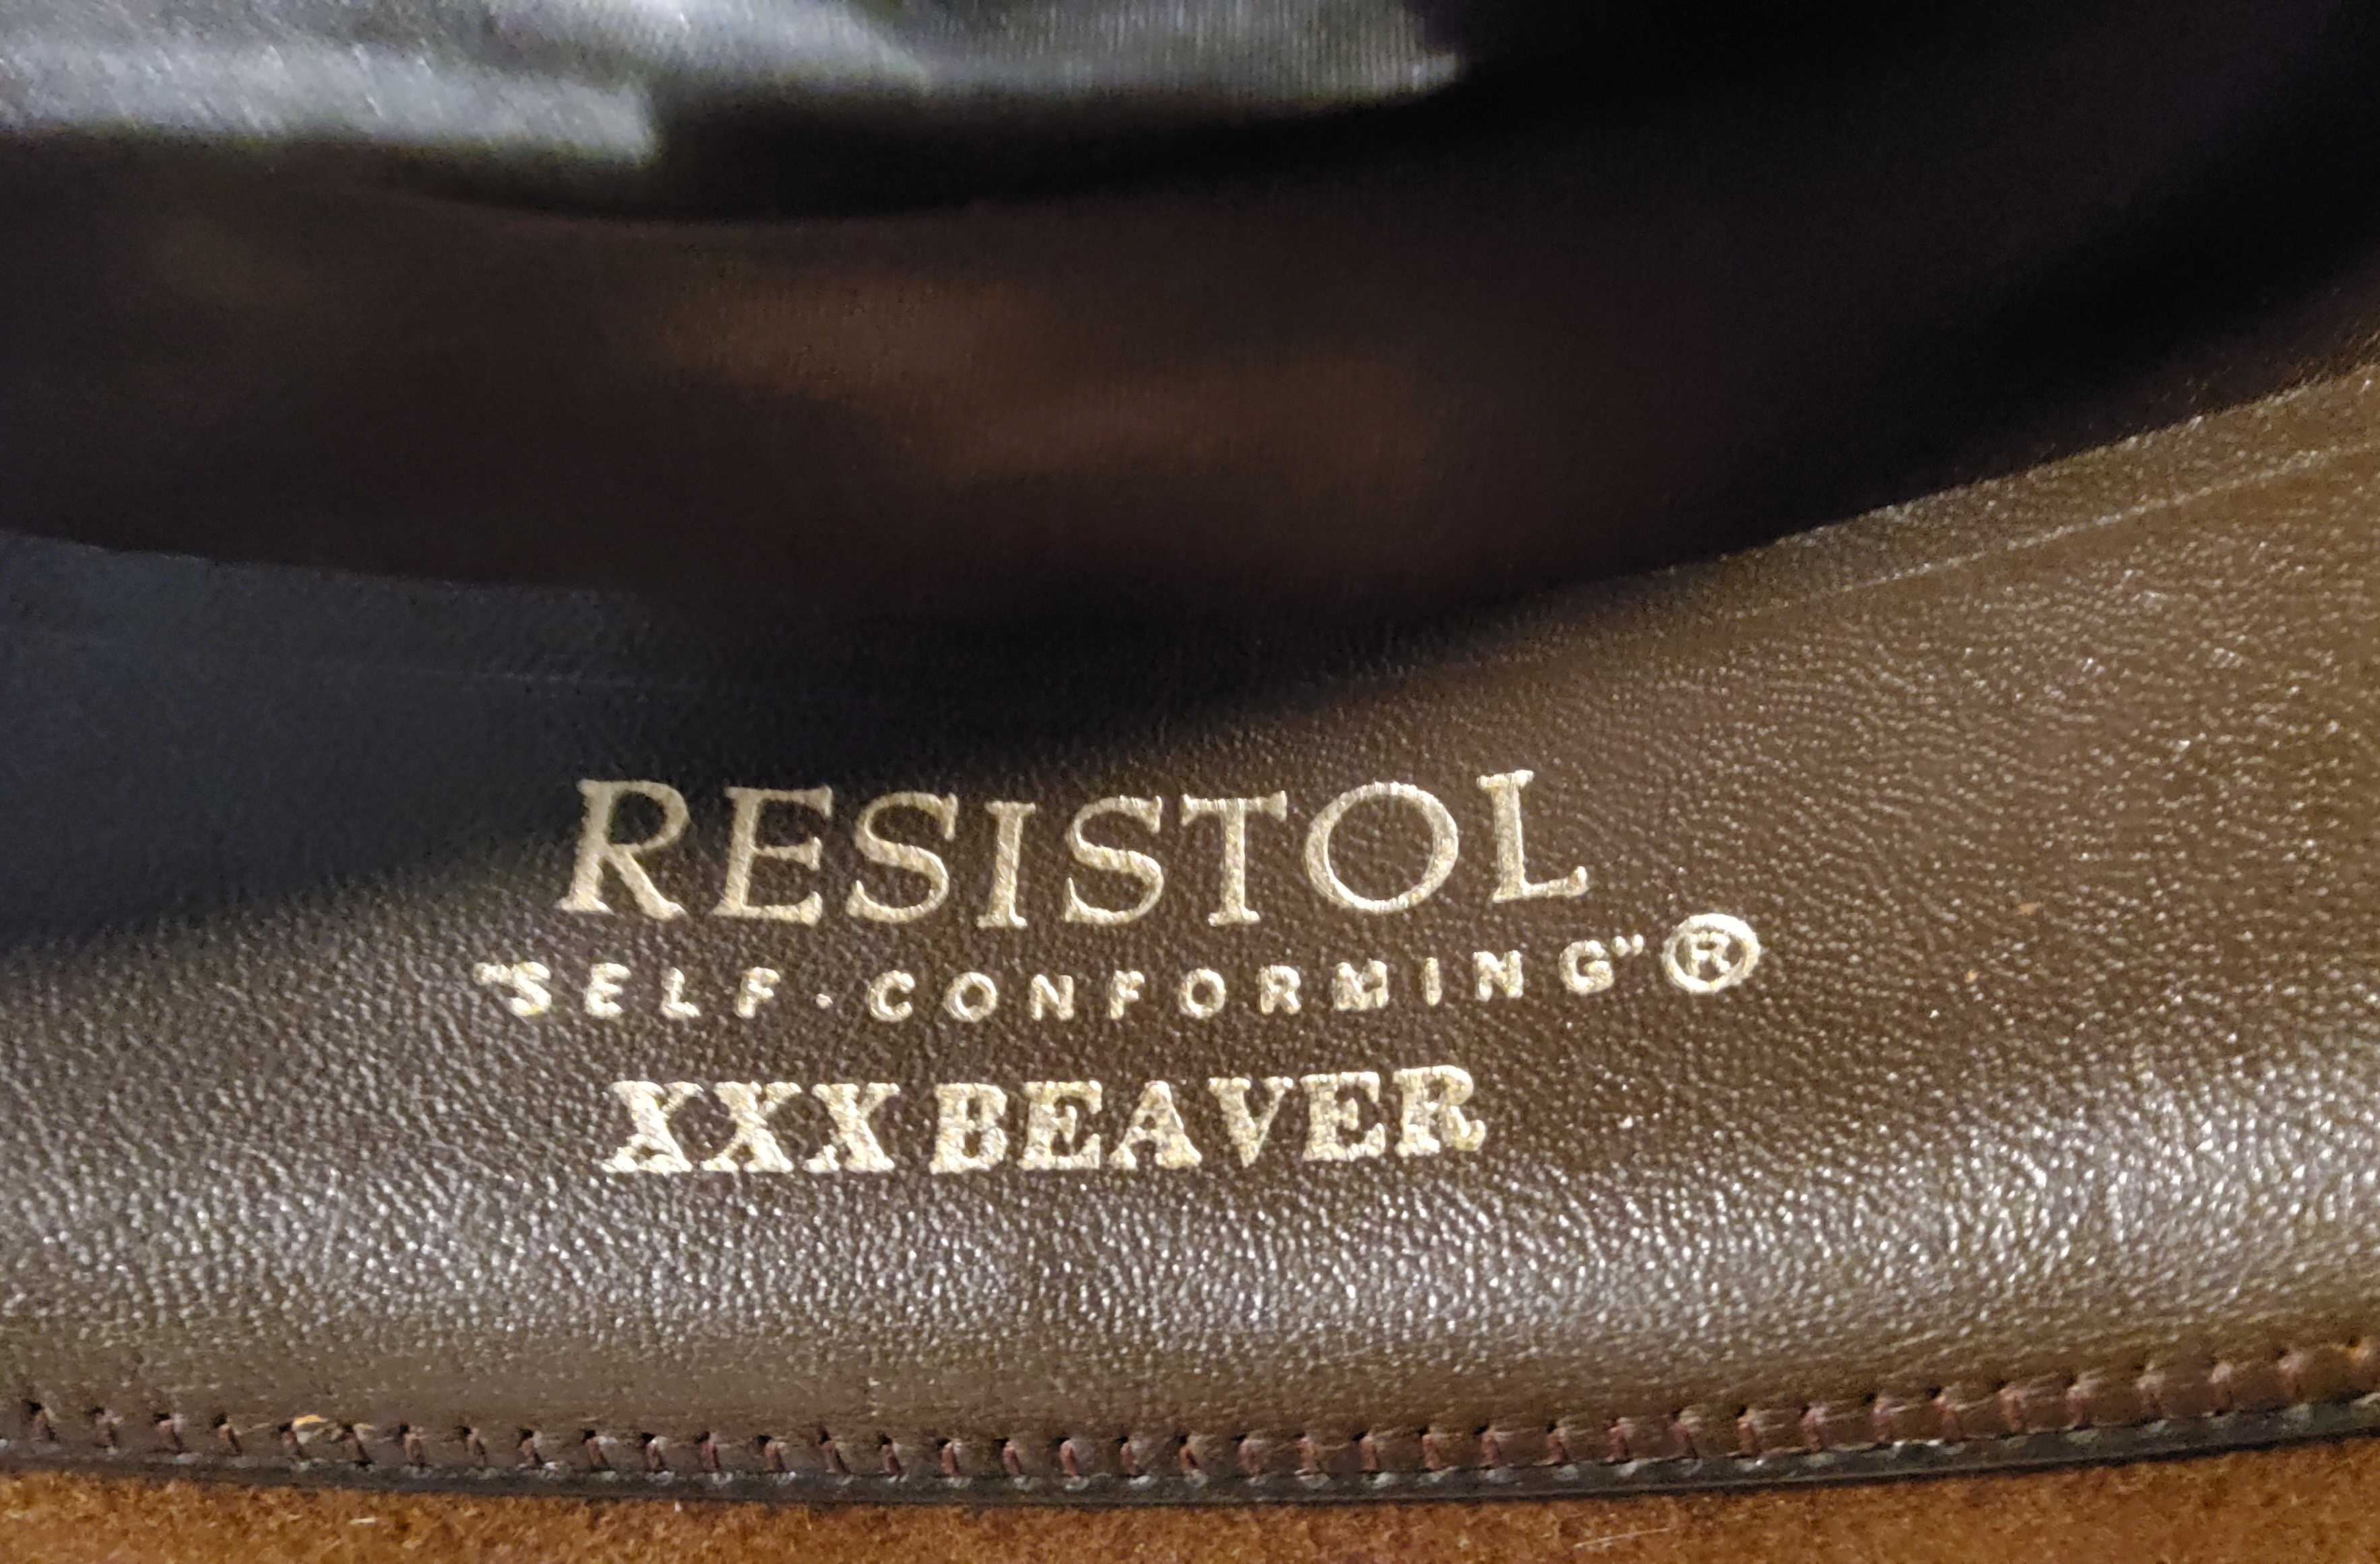 RESISTOL
"SELF-CONFORMING"®
XXX BEAVER